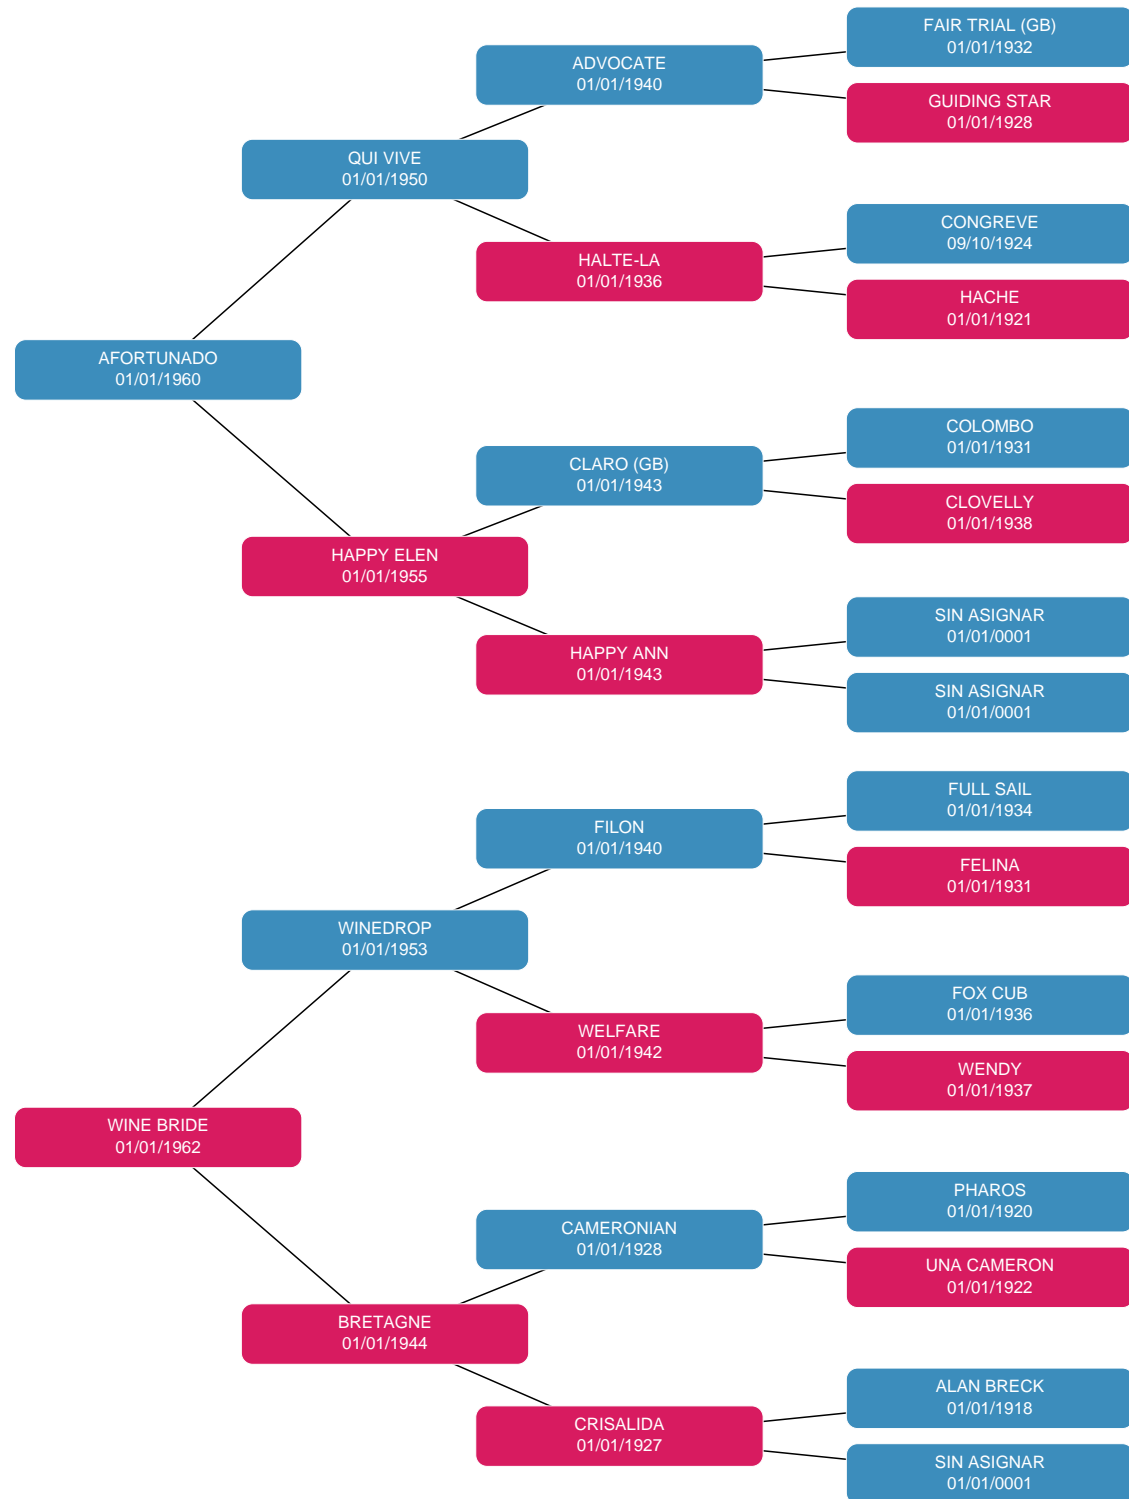 FAIR TRIAL (GB)
01/01/1932
ADVOCATE
01/01/1940
GUIDING STAR
01/01/1928
QUI VIVE
01/01/1950
CONGREVE
09/10/1924
HALTE-LA
01/01/1936
HACHE
01/01/1921
AFORTUNADO
01/01/1960
COLOMBO
01/01/1931
CLARO (GB)
01/01/1943
CLOVELLY
01/01/1938
HAPPY ELEN
01/01/1955
SIN ASIGNAR
01/01/0001
HAPPY ANN
01/01/1943
SIN ASIGNAR
01/01/0001
FULL SAIL
01/01/1934
FILON
01/01/1940
FELINA
01/01/1931
WINEDROP
01/01/1953
FOX CUB
01/01/1936
WELFARE
01/01/1942
WENDY
01/01/1937
WINE BRIDE
01/01/1962
PHAROS
01/01/1920
CAMERONIAN
01/01/1928
UNA CAMERON
01/01/1922
BRETAGNE
01/01/1944
ALAN BRECK
01/01/1918
CRISALIDA
01/01/1927
SIN ASIGNAR
01/01/0001